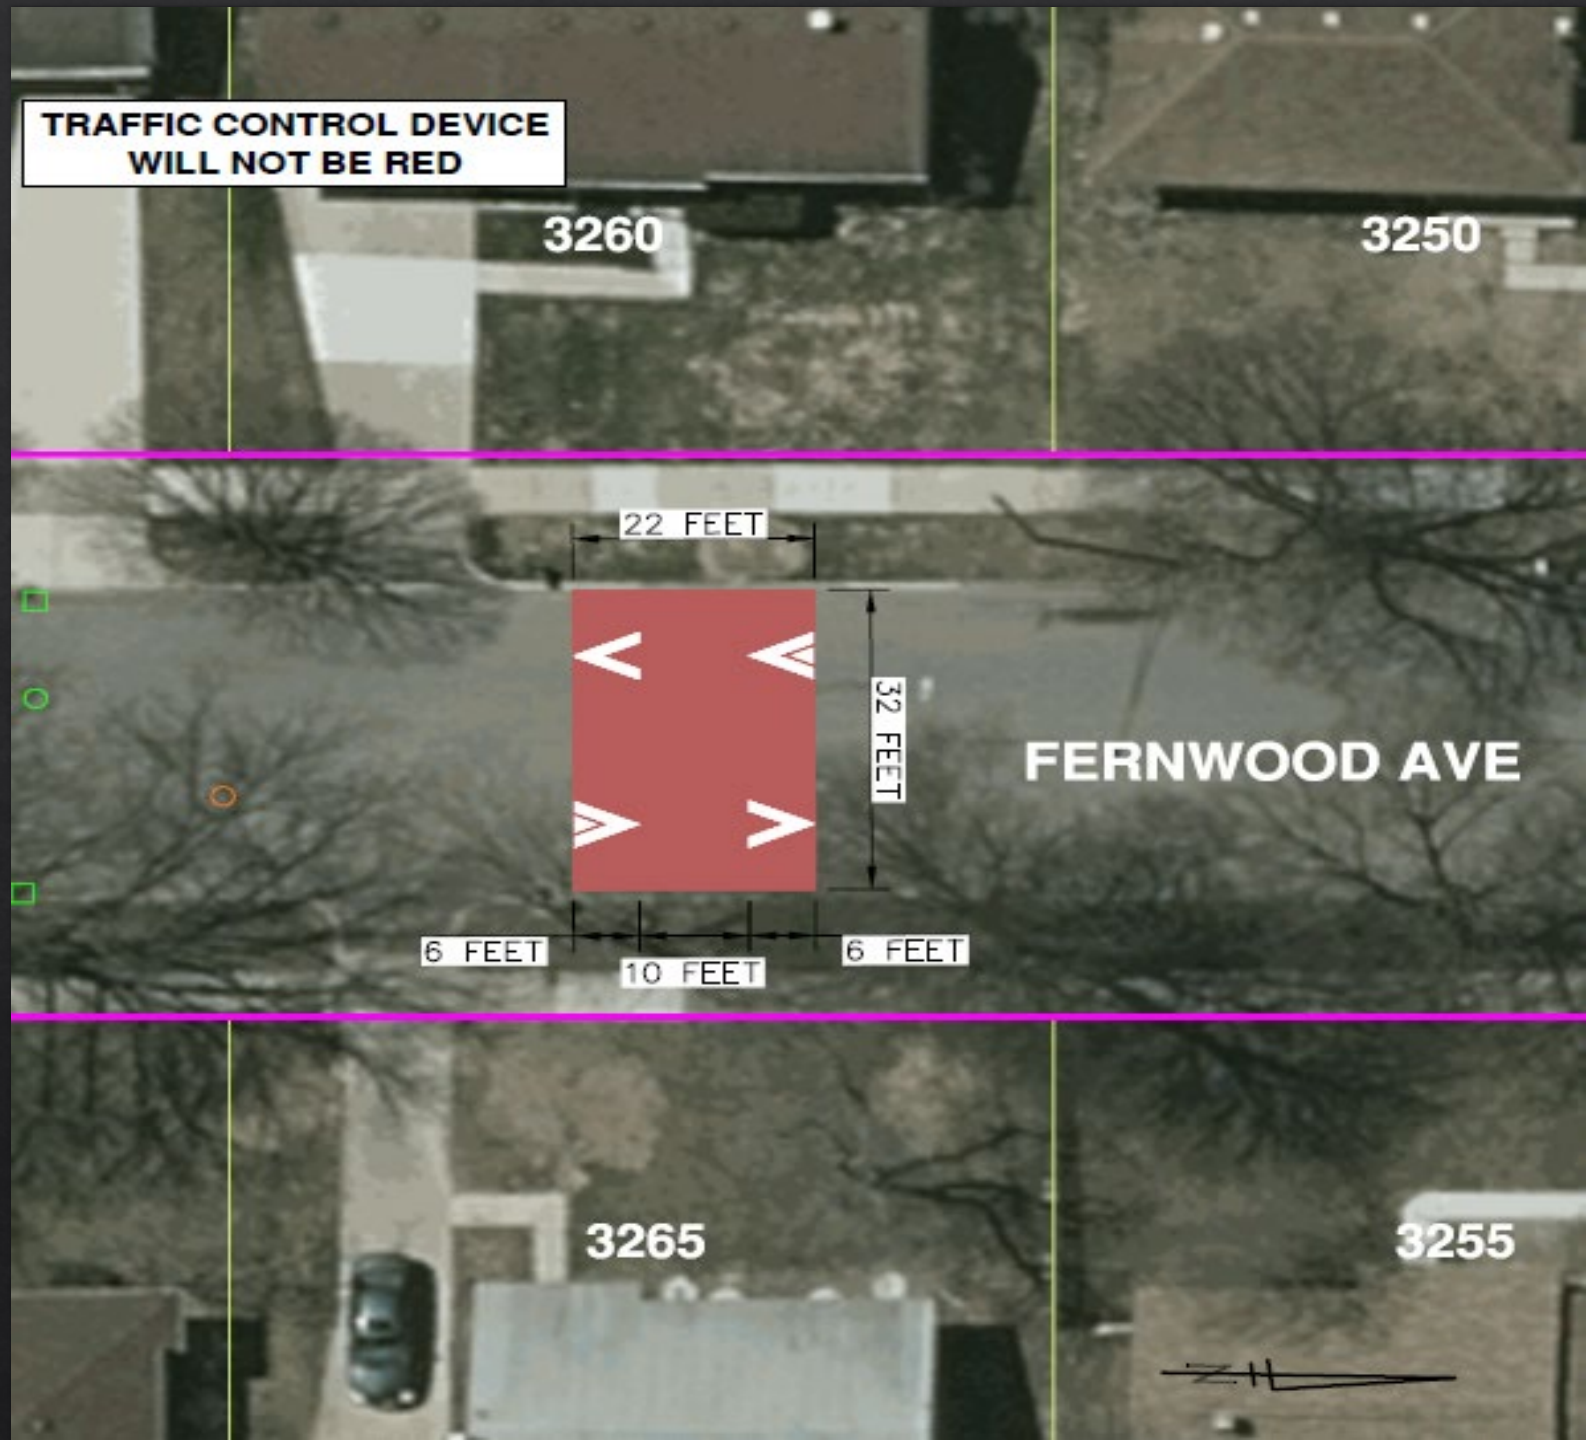 TRAFFIC CONTROL DEVICE
WILL NOT BE RED
3260
3250
22 FEET
32 FEET
FERNWOOD AVE
6 FEET
10 FEET
6 FEET
3265
3255
N